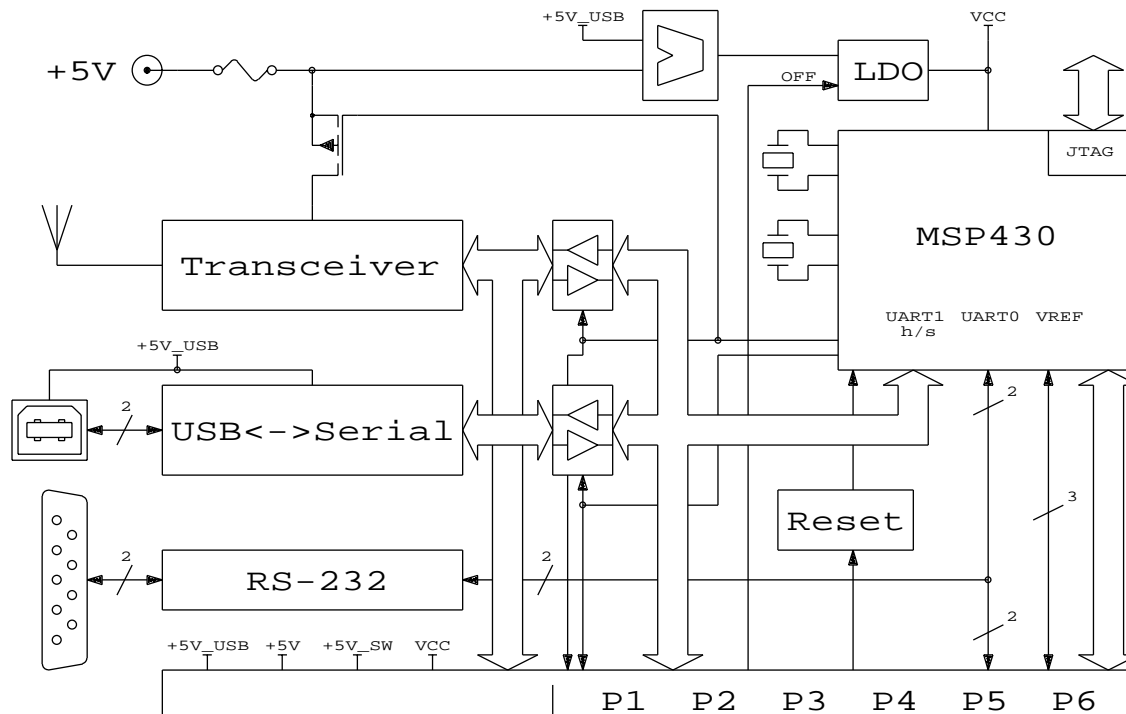 +5V_USB
VCC
+5V
LDO
OFF
JTAG
MSP430
Transceiver
UART1 UART0 VREF
h/s
+5V_USB
2
2
USB<->Serial
3
Reset
2
2
RS-232
2
+5V_USB +5V +5V_SW VCC
P1 P2 P3 P4 P5 P6